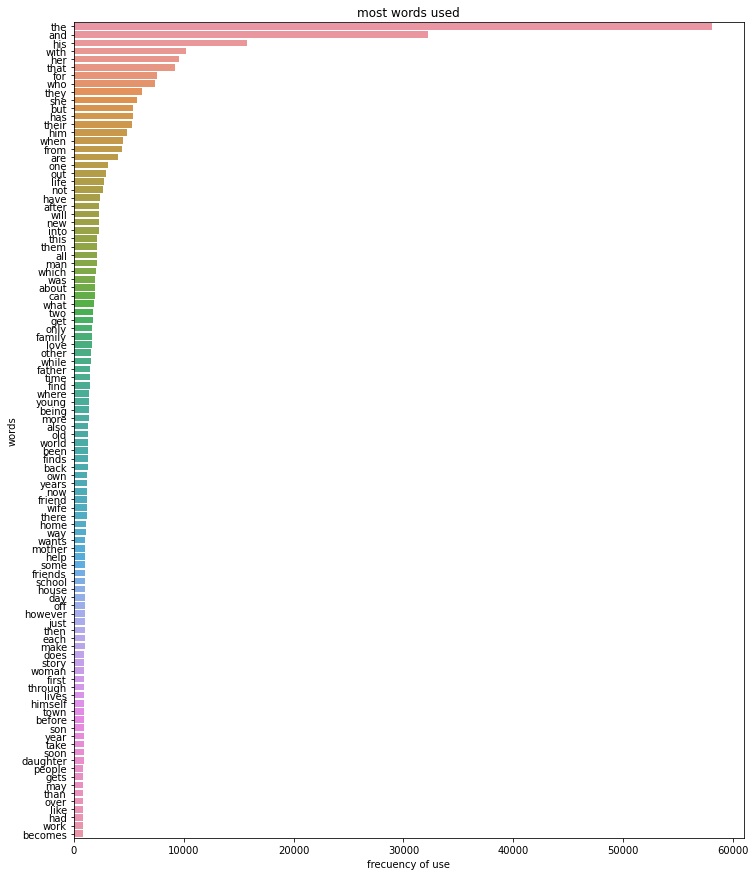 most words used
the
and
his
with
her
that
for
who
they
she
but
has
their
him
when
from
are
one
out
life
not
have
after
will
new
into
this
them
all
man
which
was
about
can
what
two
get
only
family
love
other
while
father
time
find
where
young
being
more
also
old
world
been
finds
back
own
years
now
friend
wife
there
home
way
wants
mother
help
some
friends
school
house
day
off
however
just
then
each
make
does
story
woman
first
through
lives
himself
town
before
son
year
take
soon
daughter
people
gets
may
than
over
like
had
work
becomes
words
0 10000 20000 30000 40000 50000 60000
frecuency of use